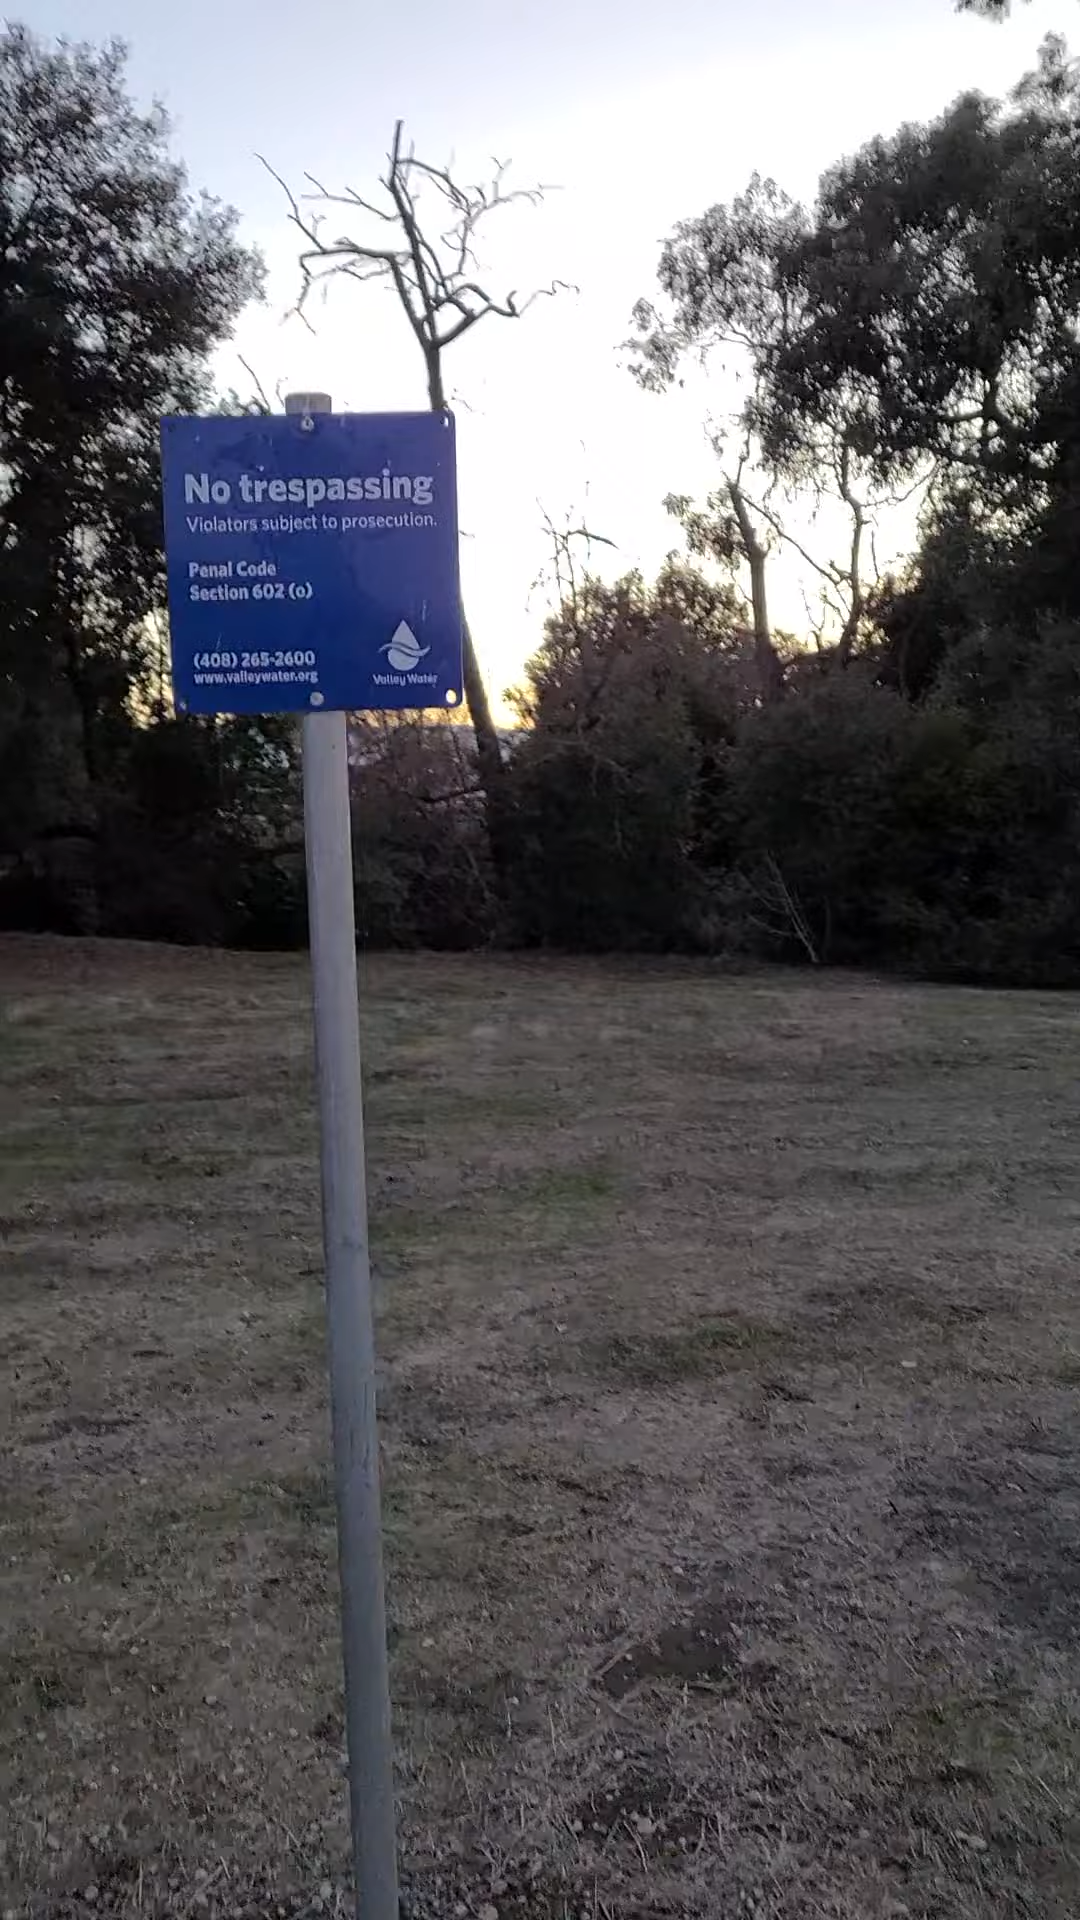 No trespassing
Violators subject to prosecution.
Penal Code
Section 602 (o)
(408) 265-2600
www.valleywater.org
Valley Water